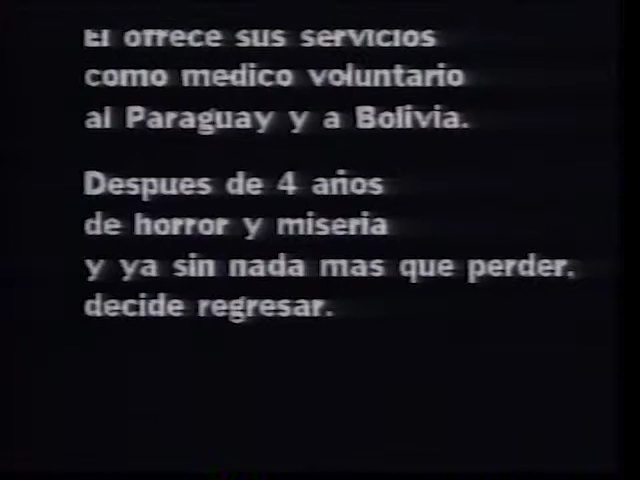 El ofrece sus servicios
como medico voluntario
al Paraguay y a Bolivia.
Despues de 4 años
de horror y miseria
y ya sin nada mas que perder,
decide regresar.